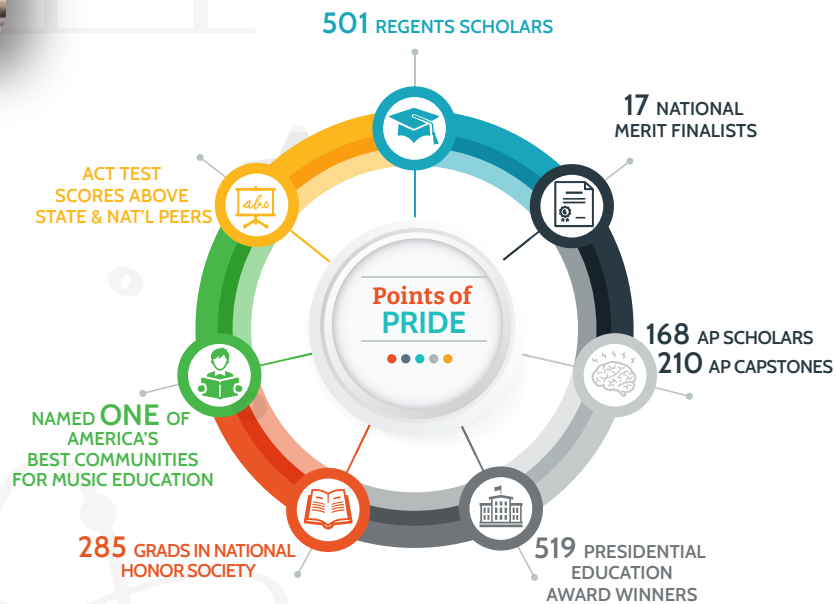 501 REGENTS SCHOLARS
17 NATIONAL
MERIT FINALISTS
168 AP SCHOLARS
210 AP CAPSTONES
519 PRESIDENTIAL
EDUCATION
AWARD WINNERS
285 GRADS IN NATIONAL
HONOR SOCIETY
NAMED ONE OF
AMERICA'S
BEST COMMUNITIES
FOR MUSIC EDUCATION
ACT TEST
SCORES ABOVE
STATE & NAT'L PEERS
abc
Points of
PRIDE